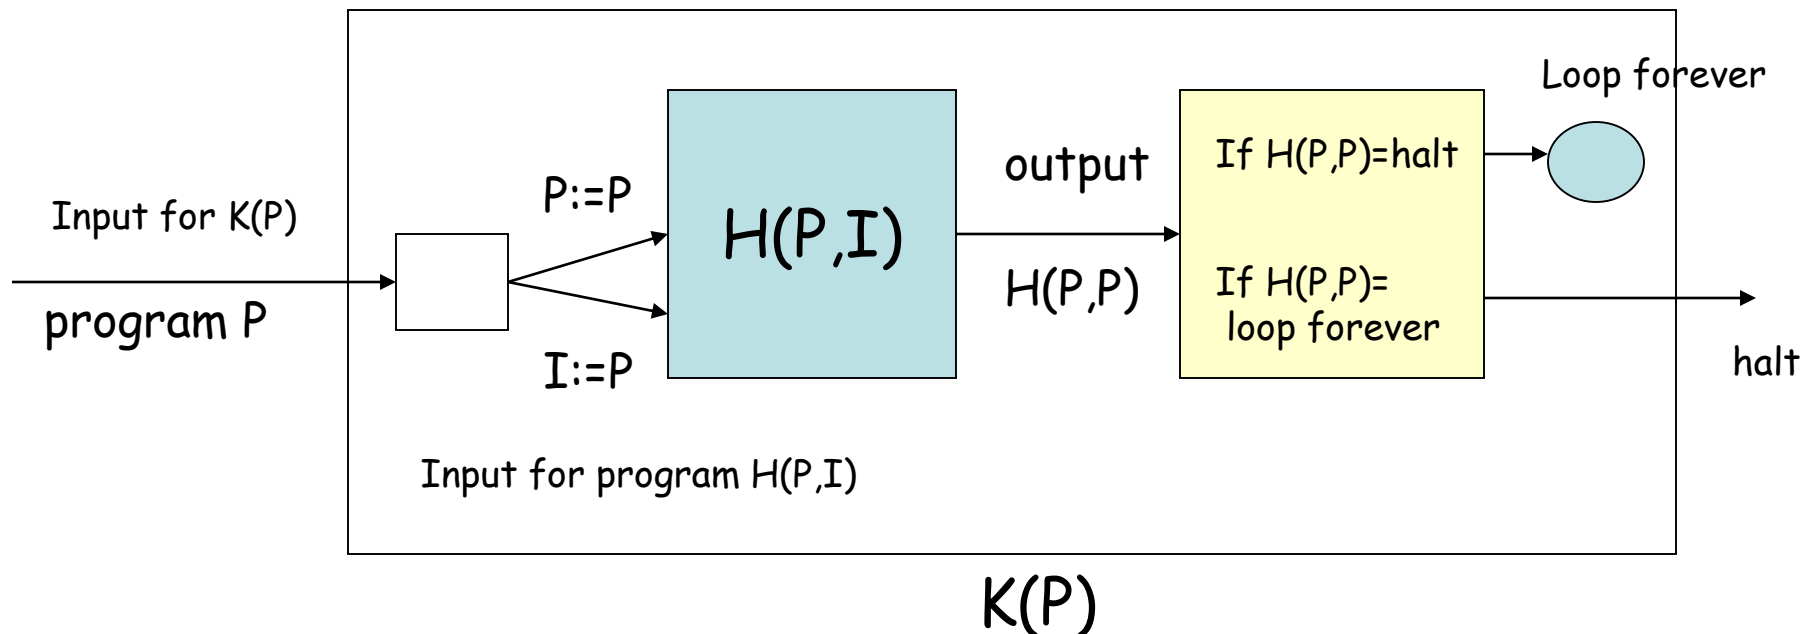 Loop forever
If H(P,P)=halt
output
P:=P
Input for K(P)
H(P,I)
H(P,P)
If H(P,P)=
loop forever
program P
I:=P
halt
Input for program H(P,I)
K(P)